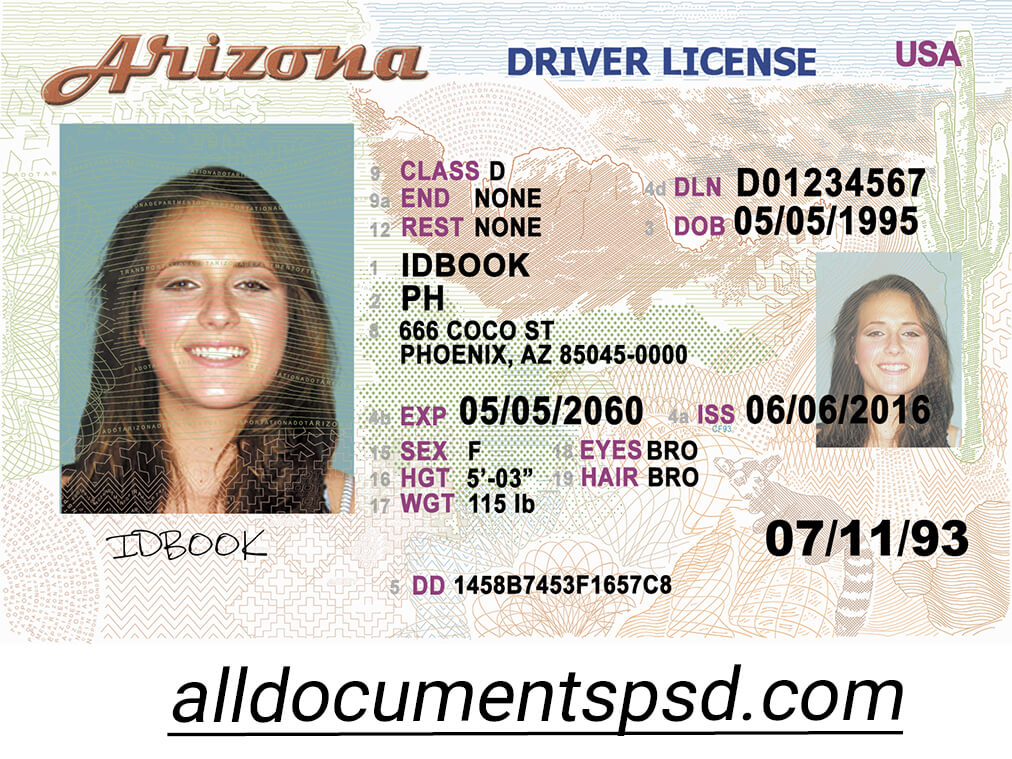 Arizona DRIVER LICENSE USA
9 CLASS D
9a END NONE
12 REST NONE
4d DLN D01234567
3 DOB 05/05/1995
1 IDBOOK
2 PH
8 666 COCO ST
PHOENIX, AZ 85045-0000
4b EXP 05/05/2060 4a ISS 06/06/2016
CF93
15 SEX F 18 EYES BRO
16 HGT 5’-03” 19 HAIR BRO
17 WGT 115 lb
07/11/93
IDBOOK
5 DD 1458B7453F1657C8
alldocumentspsd.com